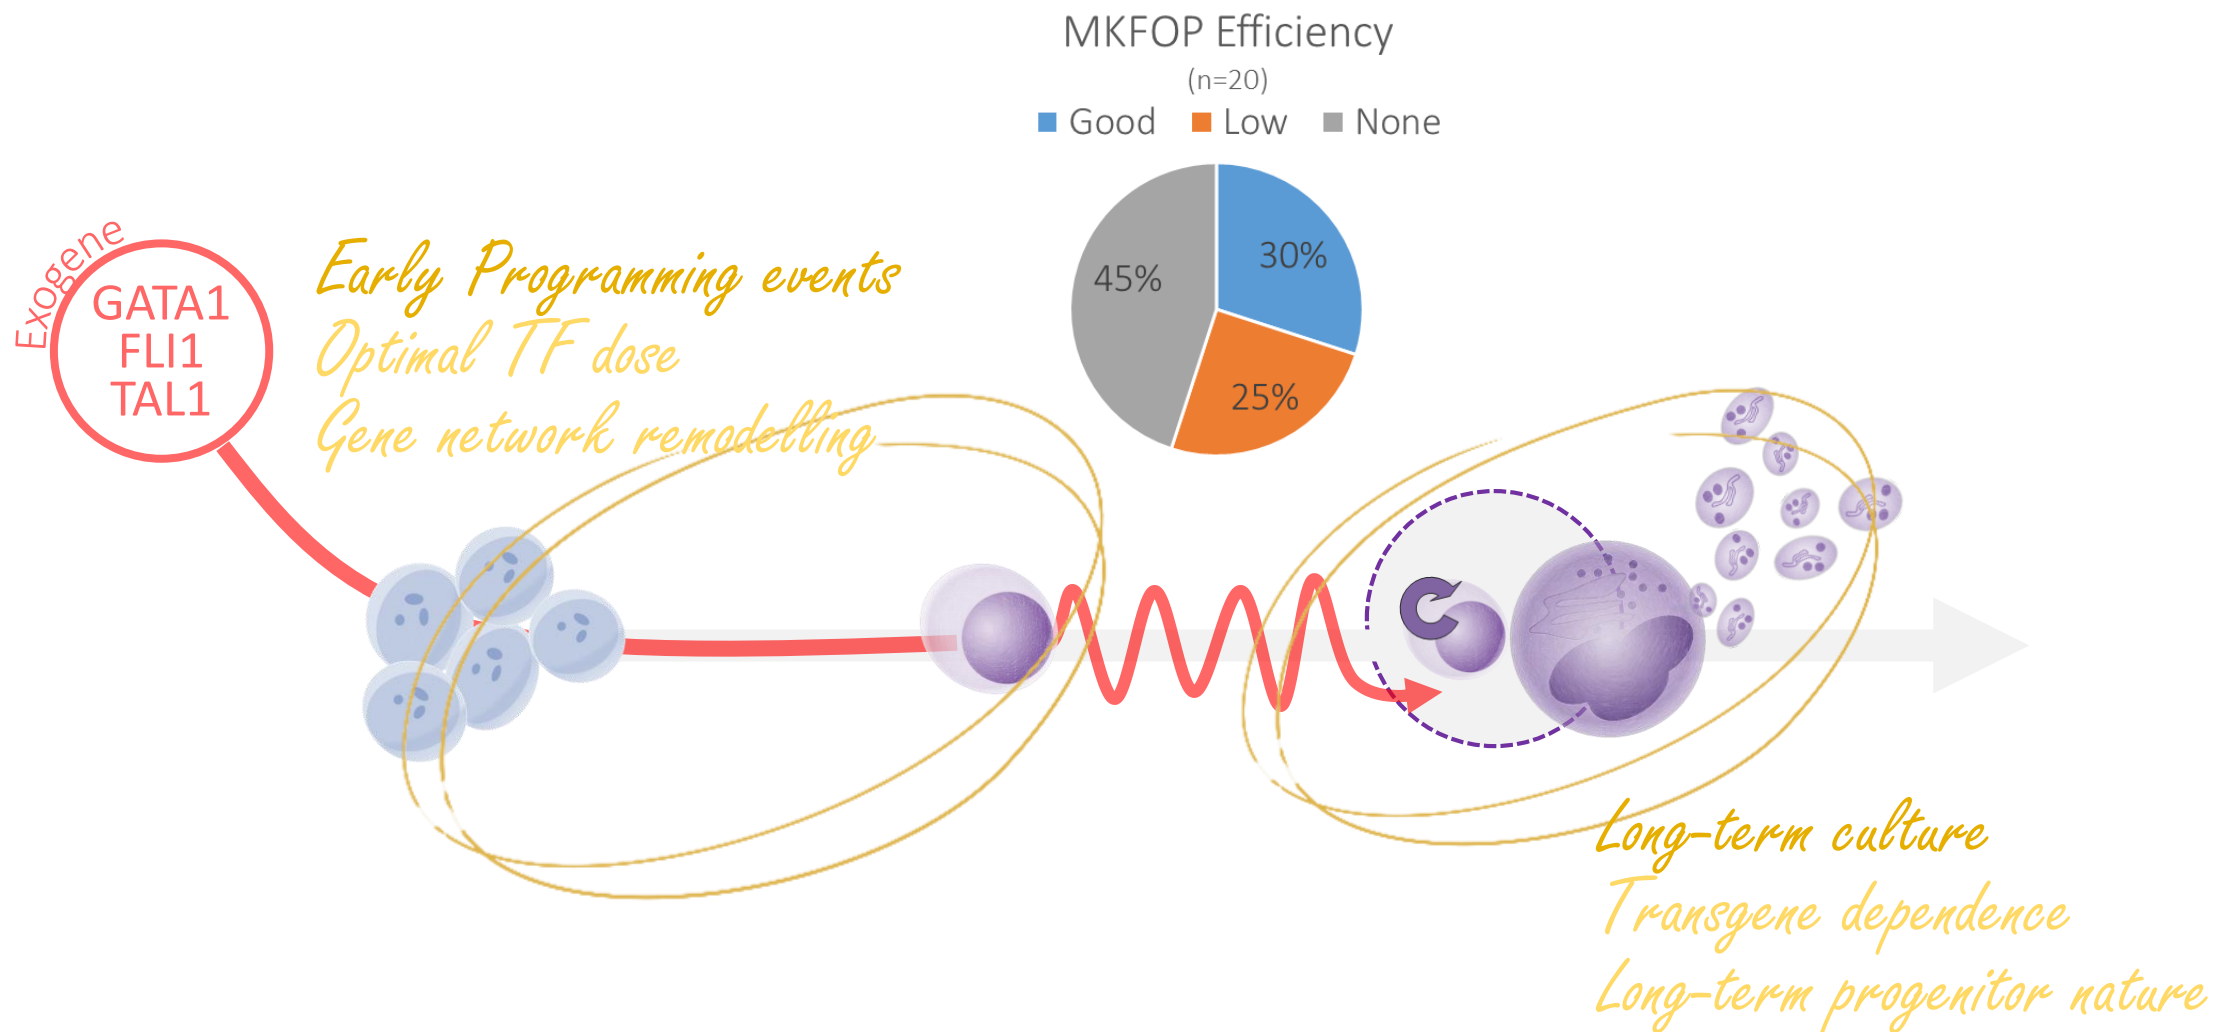 MKFOP Efficiency
(n=20)
Good Low None
30%
45%
25%
Exogene
GATA1
FLI1
TAL1
Early Programming events
Optimal TF dose
Gene network remodelling
Long-term culture
Transgene dependence
Long-term progenitor nature